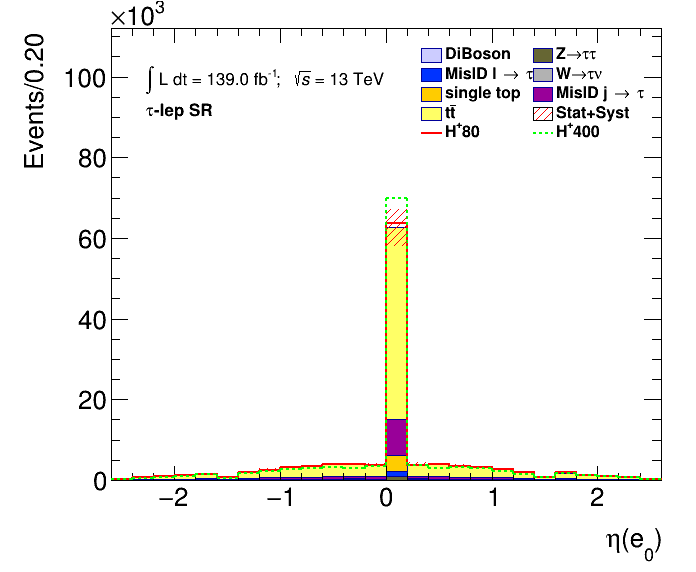 ×10³
Events/0.20
∫ L dt = 139.0 fb⁻¹; √s = 13 TeV
τ-lep SR
DiBoson
Z→ττ
MisID l → τ
W→τν
single top
MisID j → τ
tt̄
Stat+Syst
H⁺80
H⁺400
100
80
60
40
20
0
−2 −1 0 1 2
η(e₀)